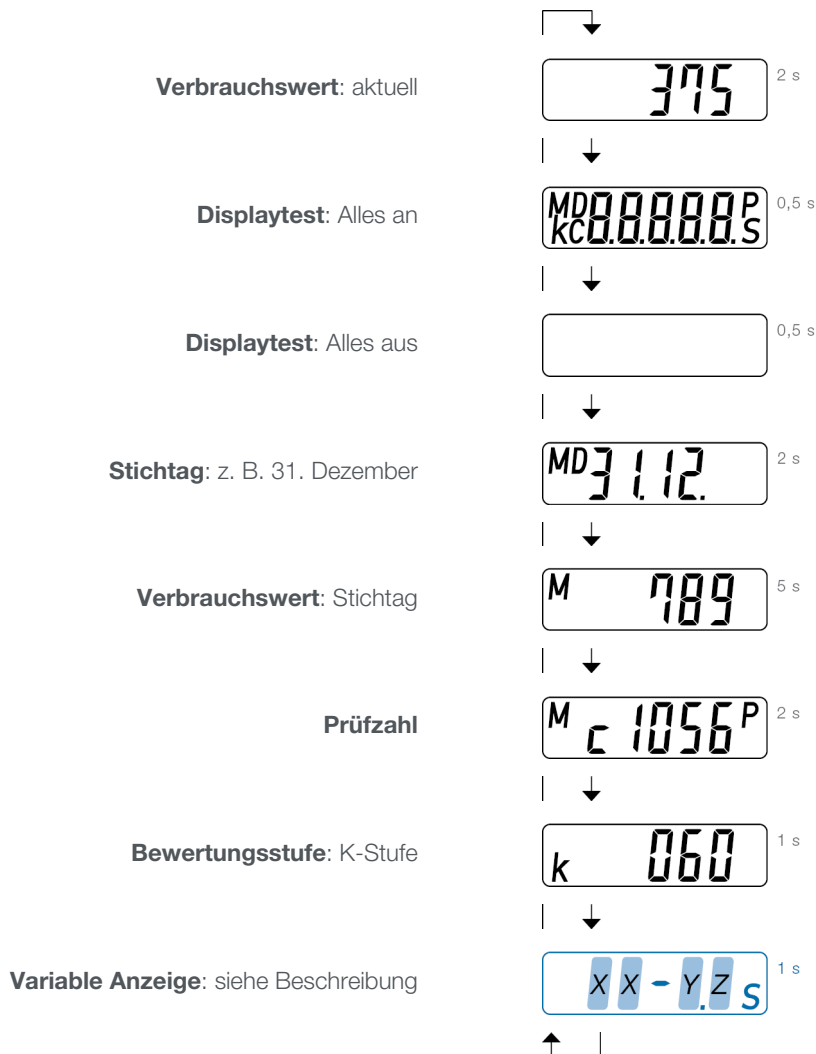 Verbrauchswert: aktuell 375 2 s
Displaytest: Alles an MD kC 8.8.8.8.8. P S 0,5 s
Displaytest: Alles aus 0,5 s
Stichtag: z. B. 31. Dezember MD 31.12. 2 s
Verbrauchswert: Stichtag M 789 5 s
Prüfzahl M c 1056 P 2 s
Bewertungsstufe: K-Stufe k 060 1 s
Variable Anzeige: siehe Beschreibung X X - Y.Z S 1 s